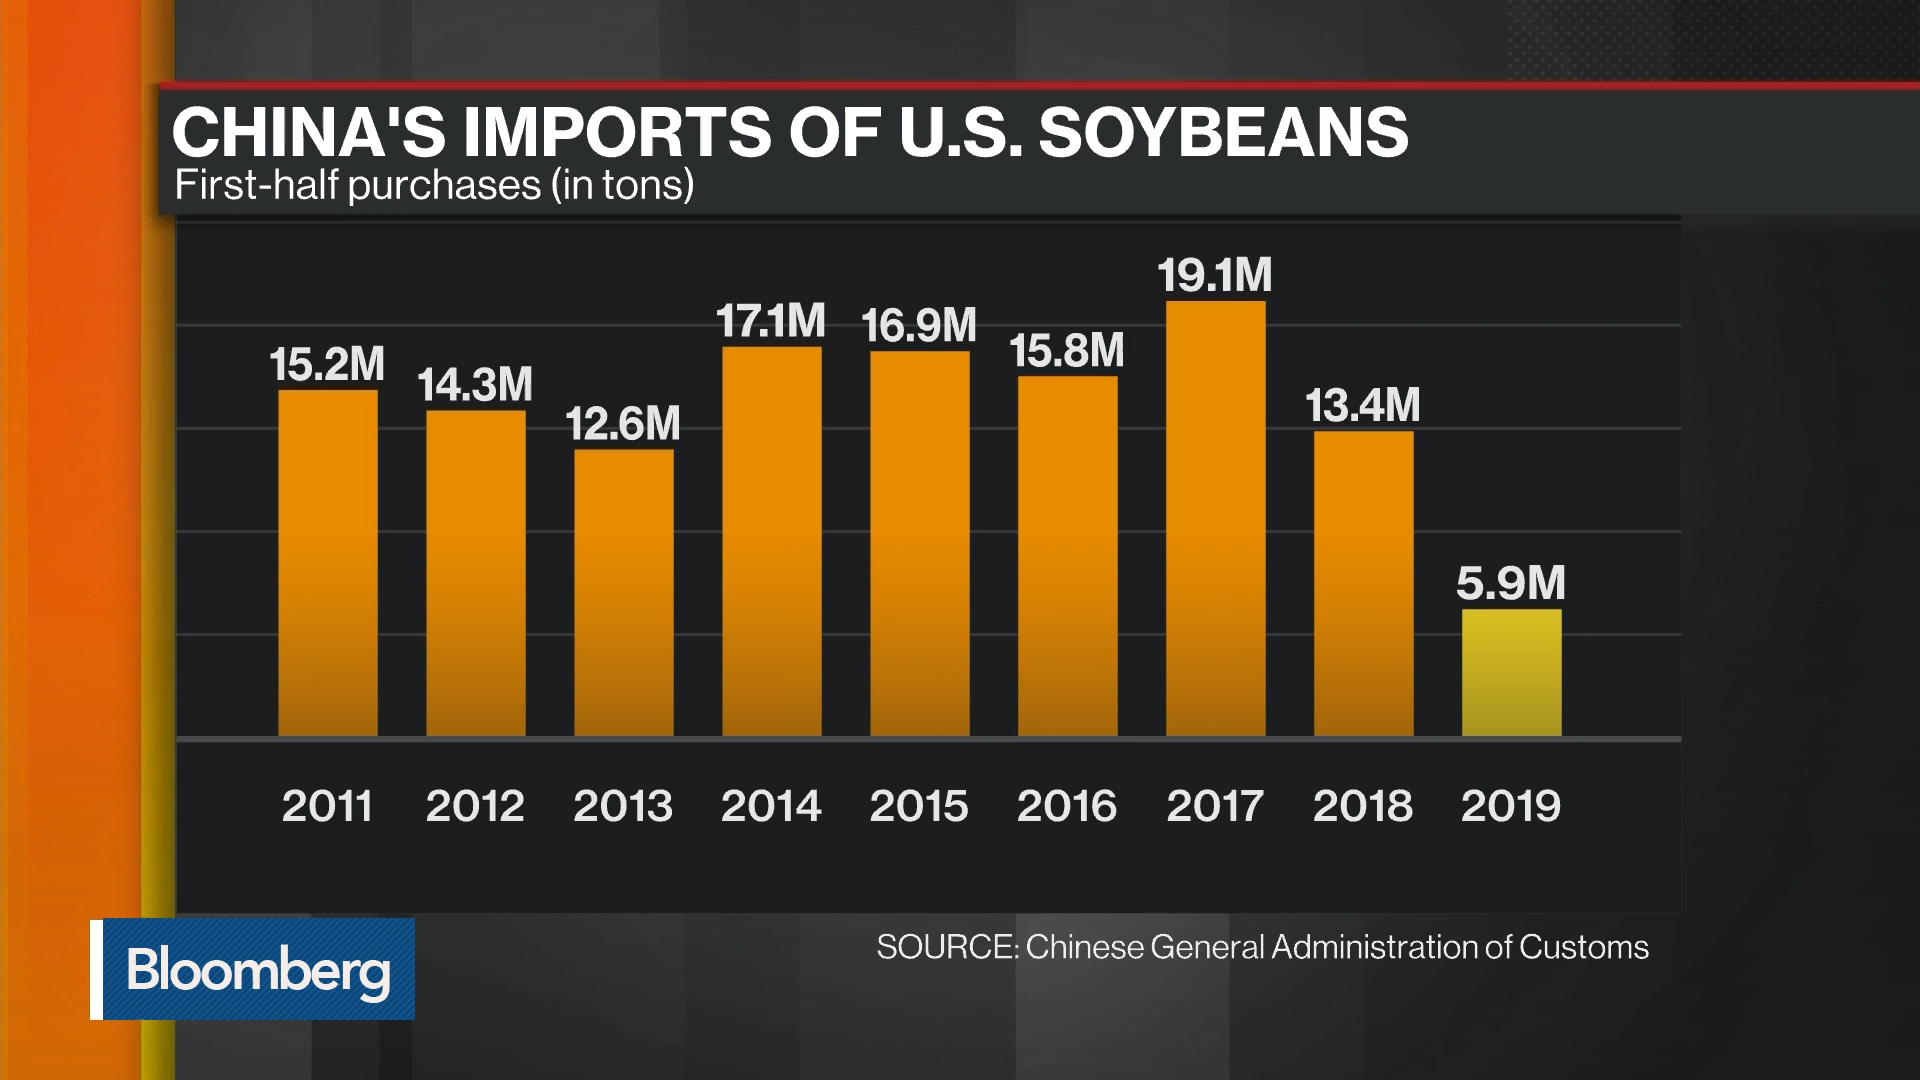 CHINA'S IMPORTS OF U.S. SOYBEANS
First-half purchases (in tons)
15.2M
14.3M
12.6M
17.1M
16.9M
15.8M
19.1M
13.4M
5.9M
2011 2012 2013 2014 2015 2016 2017 2018 2019
SOURCE: Chinese General Administration of Customs
Bloomberg